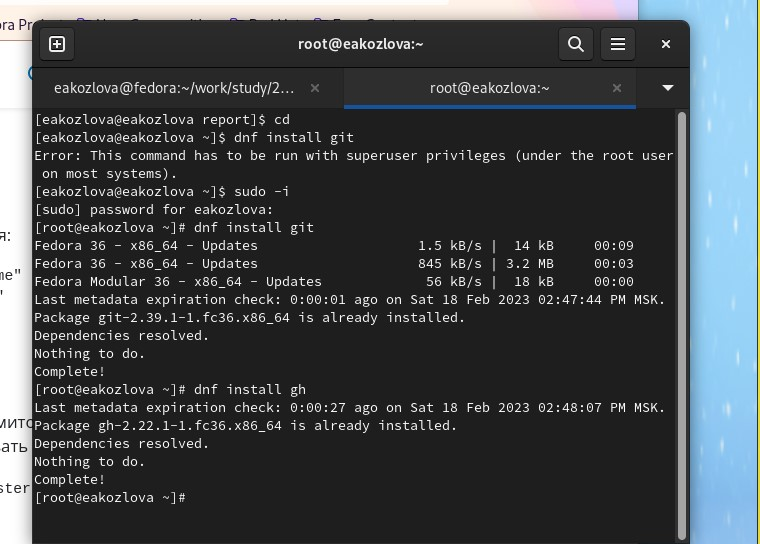 root@eakozlova:~
eakozlova@fedora:~/work/study/2...
root@eakozlova:~
[eakozlova@eakozlova report]$ cd
[eakozlova@eakozlova ~]$ dnf install git
Error: This command has to be run with superuser privileges (under the root user
on most systems).
[eakozlova@eakozlova ~]$ sudo -i
[sudo] password for eakozlova:
[root@eakozlova ~]# dnf install git
Fedora 36 - x86_64 - Updates 1.5 kB/s | 14 kB 00:09
Fedora 36 - x86_64 - Updates 845 kB/s | 3.2 MB 00:03
Fedora Modular 36 - x86_64 - Updates 56 kB/s | 18 kB 00:00
Last metadata expiration check: 0:00:01 ago on Sat 18 Feb 2023 02:47:44 PM MSK.
Package git-2.39.1-1.fc36.x86_64 is already installed.
Dependencies resolved.
Nothing to do.
Complete!
[root@eakozlova ~]# dnf install gh
Last metadata expiration check: 0:00:27 ago on Sat 18 Feb 2023 02:48:07 PM MSK.
Package gh-2.22.1-1.fc36.x86_64 is already installed.
Dependencies resolved.
Nothing to do.
Complete!
[root@eakozlova ~]#